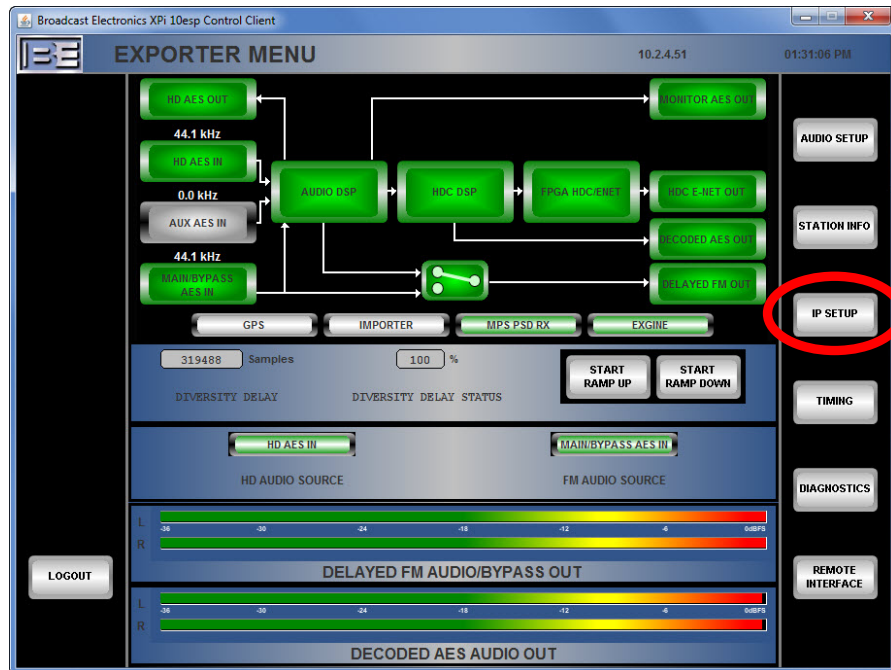 Broadcast Electronics XPi 10esp Control Client
BE EXPORTER MENU 10.2.4.51 01:31:06 PM
HD AES OUT
MONITOR AES OUT
44.1 kHz
HD AES IN
AUDIO DSP
HDC DSP
FPGA HDC/ENET
HDC E-NET OUT
0.0 kHz
AUX AES IN
DECODED AES OUT
44.1 kHz
MAIN/BYPASS
AES IN
DELAYED FM OUT
GPS IMPORTER MPS PSD RX EXGINE
319488 Samples 100 %
DIVERSITY DELAY DIVERSITY DELAY STATUS
START
RAMP UP
START
RAMP DOWN
HD AES IN MAIN/BYPASS AES IN
HD AUDIO SOURCE FM AUDIO SOURCE
L
-36 -30 -24 -18 -12 -6 0dBFS
R
DELAYED FM AUDIO/BYPASS OUT
L
-36 -30 -24 -18 -12 -6 0dBFS
R
DECODED AES AUDIO OUT
LOGOUT
AUDIO SETUP
STATION INFO
IP SETUP
TIMING
DIAGNOSTICS
REMOTE
INTERFACE